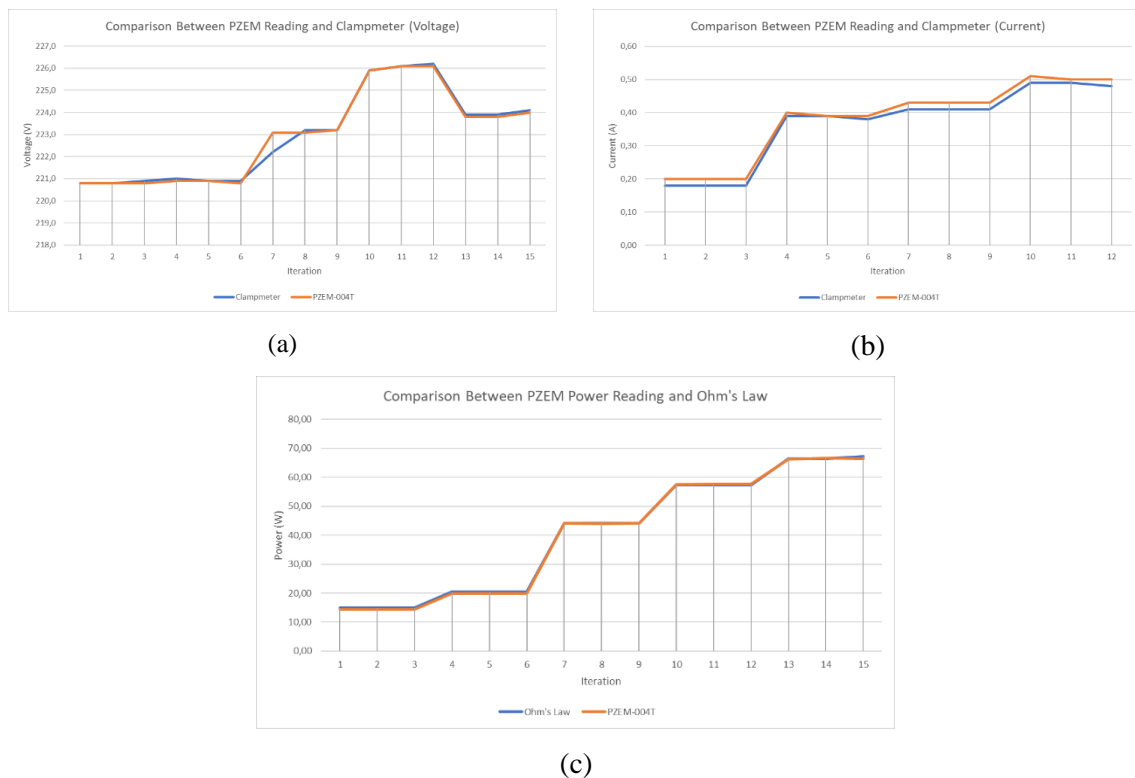 Comparison Between PZEM Reading and Clampmeter (Voltage)
227,0
226,0
225,0
224,0
223,0
222,0
221,0
220,0
219,0
218,0
Voltage (V)
1 2 3 4 5 6 7 8 9 10 11 12 13 14 15
Iteration
Clampmeter PZEM-004T
(a)
Comparison Between PZEM Reading and Clampmeter (Current)
0,60
0,50
0,40
0,30
0,20
0,10
0,00
Current (A)
1 2 3 4 5 6 7 8 9 10 11 12
Iteration
Clampmeter PZEM-004T
(b)
Comparison Between PZEM Power Reading and Ohm's Law
80,00
70,00
60,00
50,00
40,00
30,00
20,00
10,00
0,00
Power (W)
1 2 3 4 5 6 7 8 9 10 11 12 13 14 15
Iteration
Ohm's Law PZEM-004T
(c)